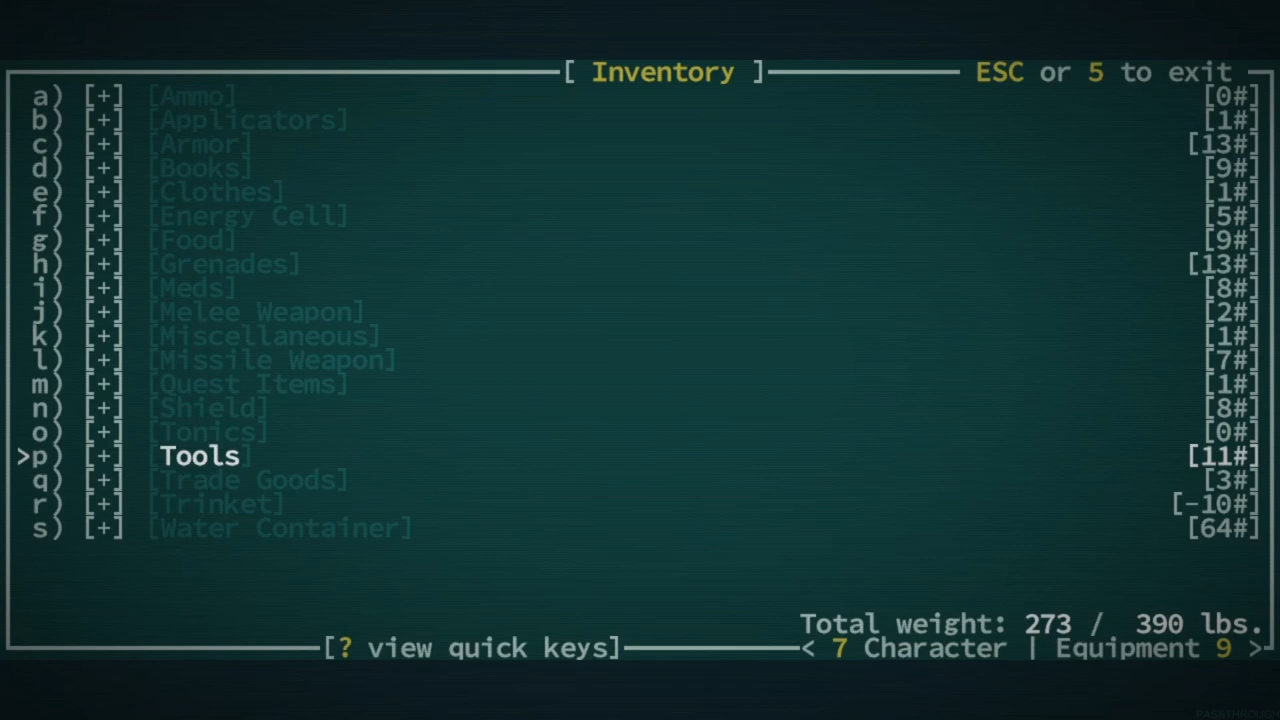 [ Inventory ] ESC or 5 to exit
a) [+] [Ammo] [0#]
b) [+] [Applicators] [1#]
c) [+] [Armor] [13#]
d) [+] [Books] [9#]
e) [+] [Clothes] [1#]
f) [+] [Energy Cell] [5#]
g) [+] [Food] [9#]
h) [+] [Grenades] [13#]
i) [+] [Meds] [8#]
j) [+] [Melee Weapon] [2#]
k) [+] [Miscellaneous] [1#]
l) [+] [Missile Weapon] [7#]
m) [+] [Quest Items] [1#]
n) [+] [Shield] [8#]
o) [+] [Tonics] [0#]
>p) [+] [Tools] [11#]
q) [+] [Trade Goods] [3#]
r) [+] [Trinket] [-10#]
s) [+] [Water Container] [64#]
Total weight: 273 / 390 lbs.
[? view quick keys] < 7 Character | Equipment 9 >